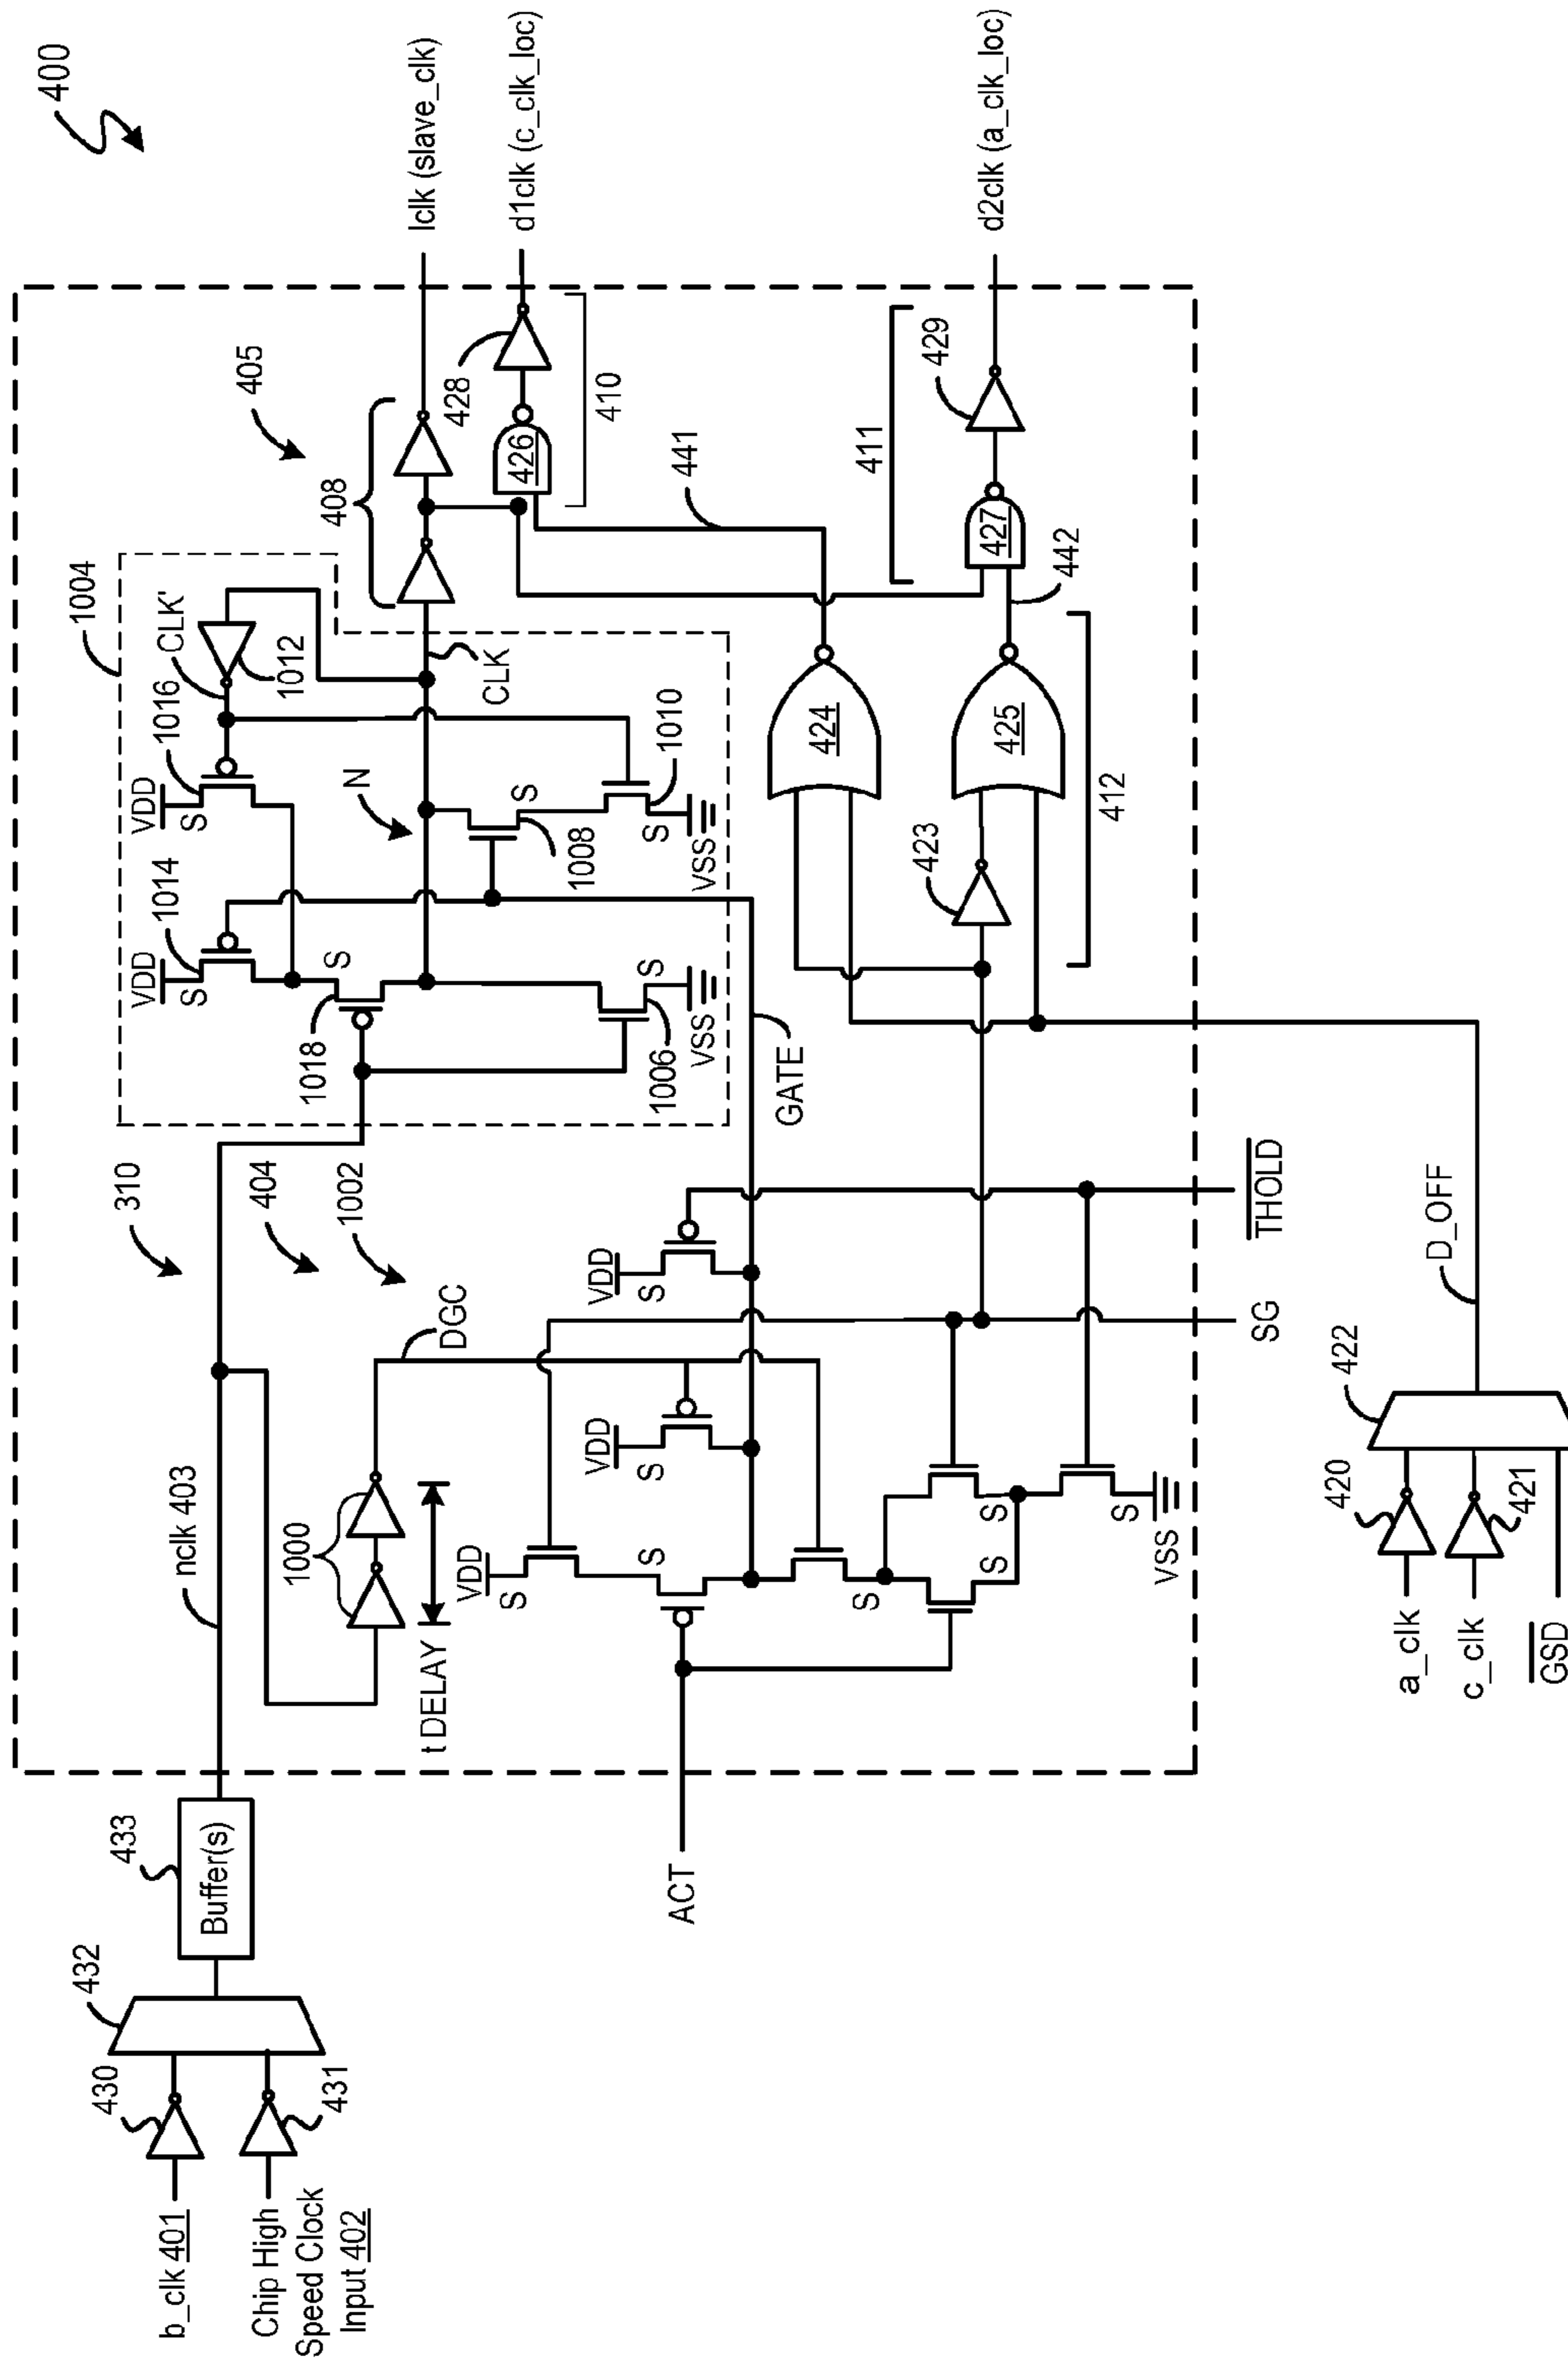 400
b_clk 401
430
Chip High
Speed Clock
Input 402
431
432
433
Buffer(s)
nclk 403
310
404
1002
1000
t DELAY
DGC
VDD
S
S
VDD
S
VDD
S
S
S
S
S
VSS
ACT
GATE
1004
VDD
S
1014
VDD
S
1016
CLK'
1012
S
1018
N
CLK
1006
S
VSS
1008
S
1010
S
VSS
405
408
lclk (slave_clk)
428
426
410
d1clk (c_clk_loc)
441
424
423
425
412
442
411
427
429
d2clk (a_clk_loc)
THOLD
SG
D_OFF
422
420
421
a_clk
c_clk
GSD